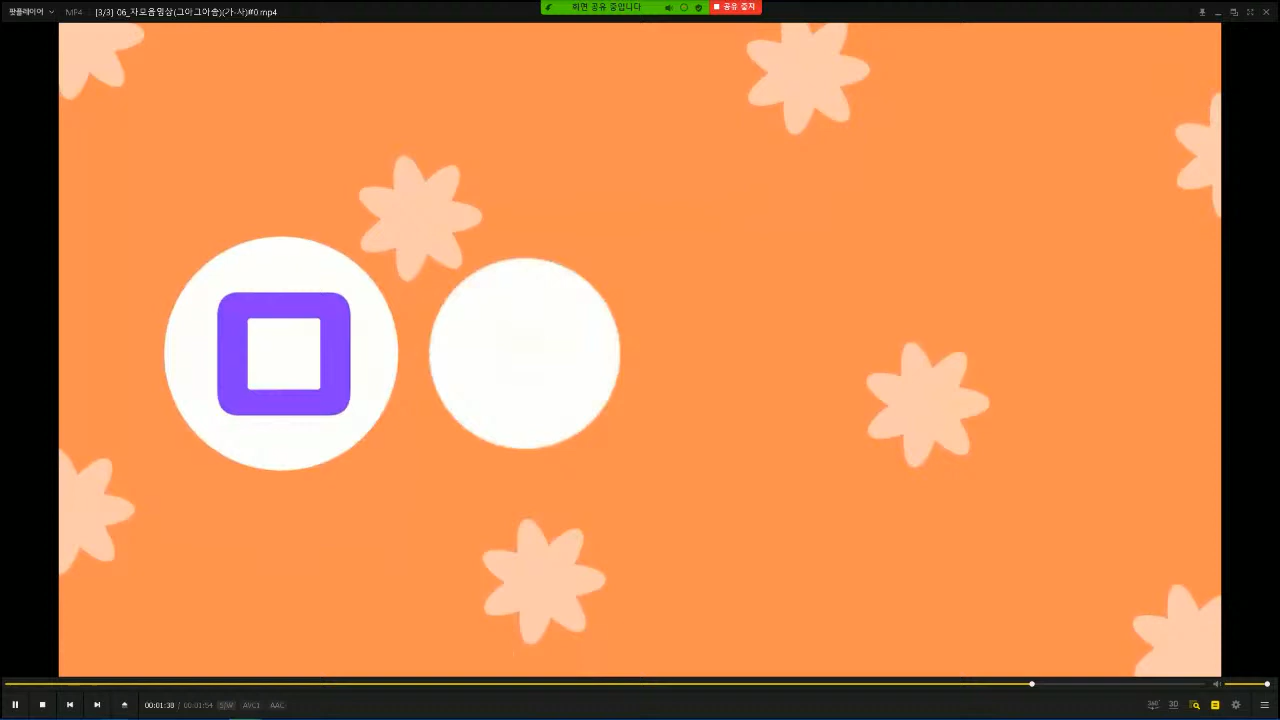 팟플레이어 MP4 [3/3] 06_자모음영상(그아그아송)(가-사)#0.mp4
화면 공유 중입니다 공유 중지
ㅁ
00:01:38 / 00:01:54 S/W AVC1 AAC
360° 3D